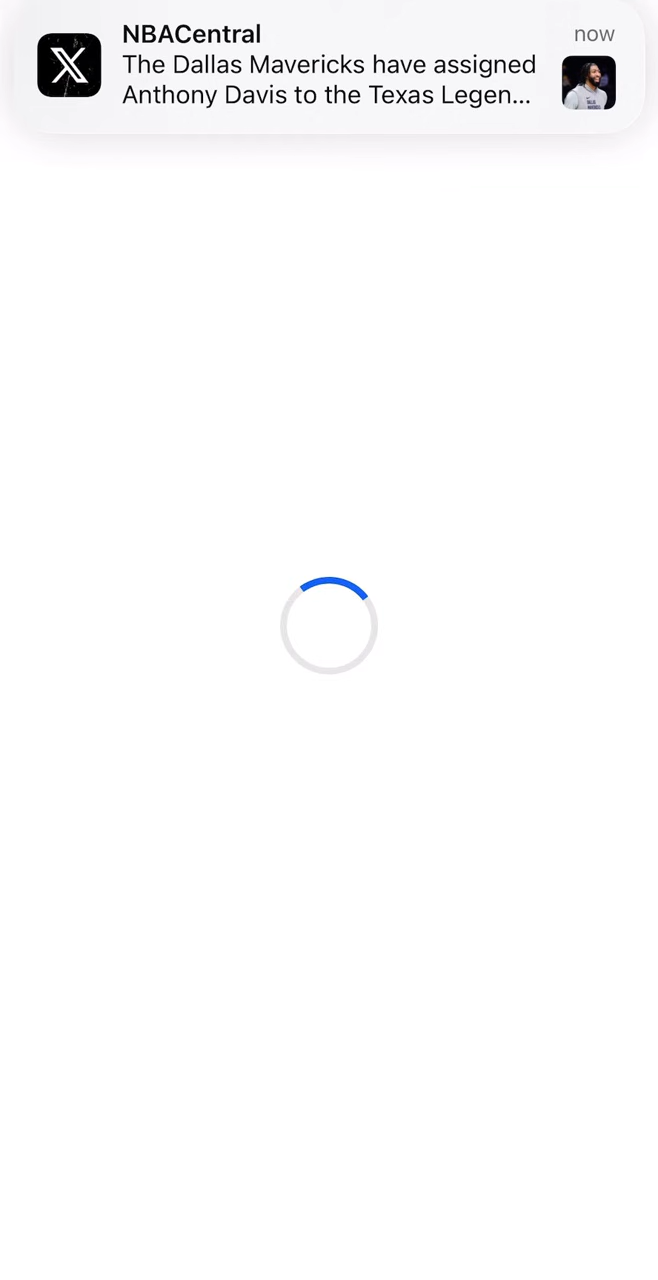 NBACentral
now
The Dallas Mavericks have assigned
Anthony Davis to the Texas Legen...